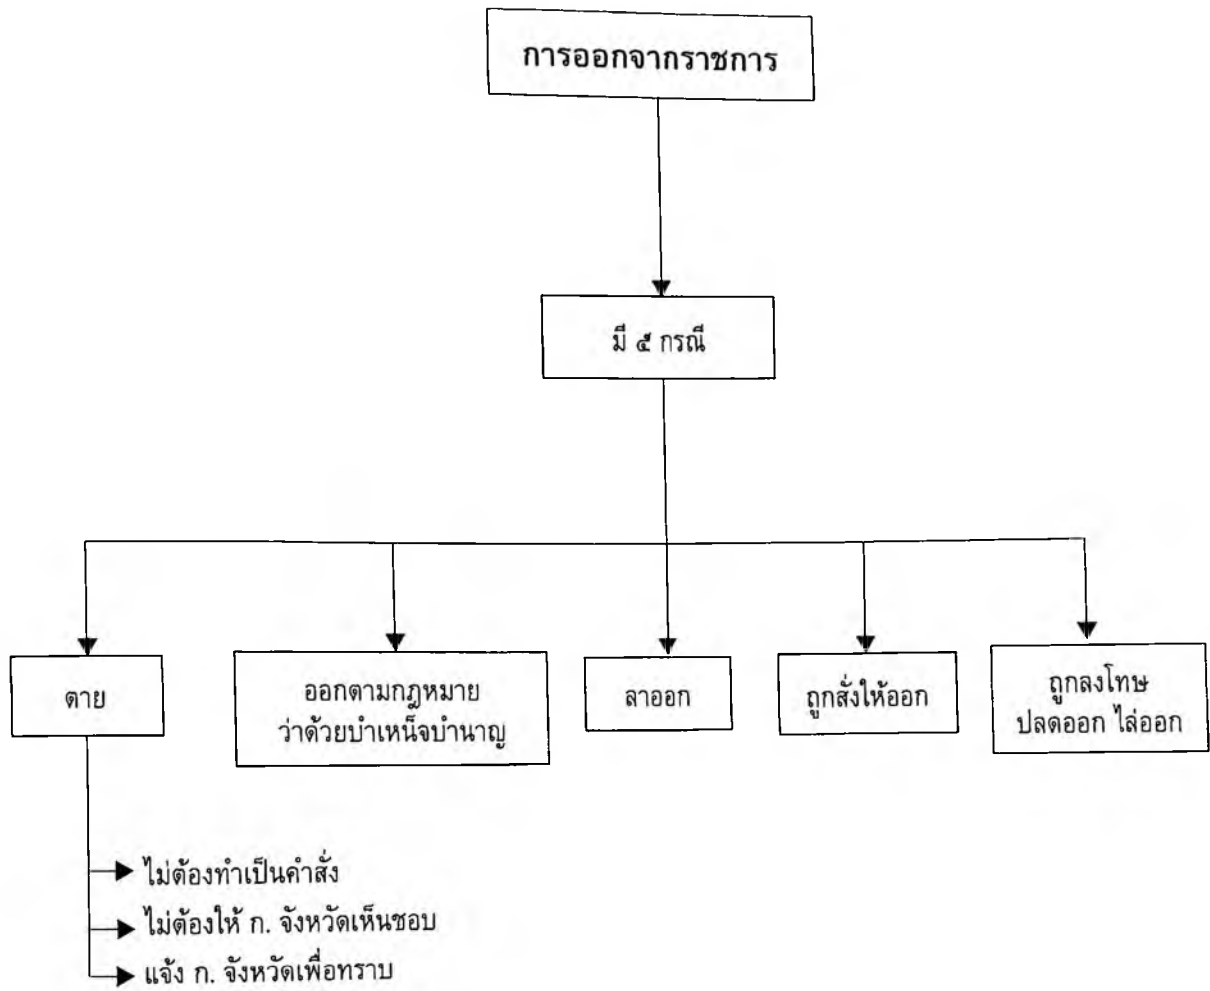 การออกจากราชการ
มี ๕ กรณี
ตาย
ออกตามกฎหมาย
ว่าด้วยบำเหน็จบำนาญ
ลาออก
ถูกสั่งให้ออก
ถูกลงโทษ
ปลดออก ไล่ออก
ไม่ต้องทำเป็นคำสั่ง
ไม่ต้องให้ ก. จังหวัดเห็นชอบ
แจ้ง ก. จังหวัดเพื่อทราบ